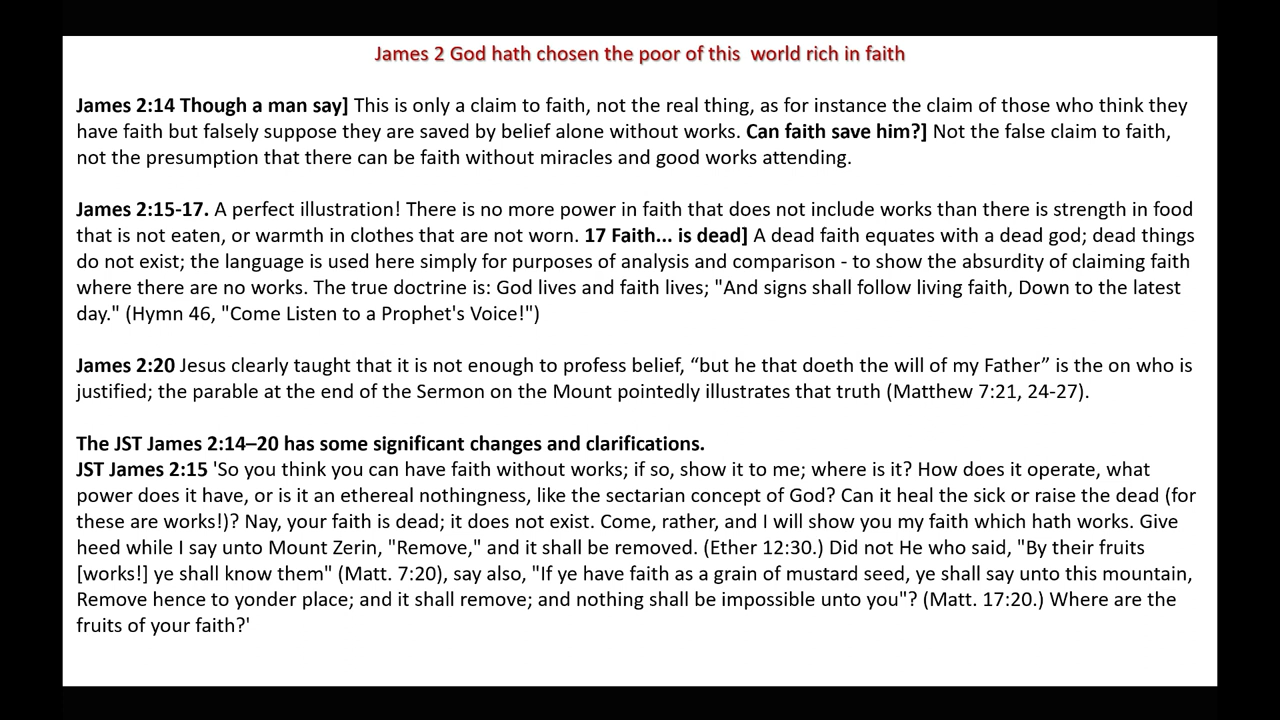 James 2 God hath chosen the poor of this  world rich in faith
James 2:14 Though a man say] This is only a claim to faith, not the real thing, as for instance the claim of those who think they
have faith but falsely suppose they are saved by belief alone without works. Can faith save him?] Not the false claim to faith,
not the presumption that there can be faith without miracles and good works attending.
James 2:15-17. A perfect illustration! There is no more power in faith that does not include works than there is strength in food
that is not eaten, or warmth in clothes that are not worn. 17 Faith... is dead] A dead faith equates with a dead god; dead things
do not exist; the language is used here simply for purposes of analysis and comparison - to show the absurdity of claiming faith
where there are no works. The true doctrine is: God lives and faith lives; "And signs shall follow living faith, Down to the latest
day." (Hymn 46, "Come Listen to a Prophet's Voice!")
James 2:20 Jesus clearly taught that it is not enough to profess belief, “but he that doeth the will of my Father” is the on who is
justified; the parable at the end of the Sermon on the Mount pointedly illustrates that truth (Matthew 7:21, 24-27).
The JST James 2:14–20 has some significant changes and clarifications.
JST James 2:15 'So you think you can have faith without works; if so, show it to me; where is it? How does it operate, what
power does it have, or is it an ethereal nothingness, like the sectarian concept of God? Can it heal the sick or raise the dead (for
these are works!)? Nay, your faith is dead; it does not exist. Come, rather, and I will show you my faith which hath works. Give
heed while I say unto Mount Zerin, "Remove," and it shall be removed. (Ether 12:30.) Did not He who said, "By their fruits
[works!] ye shall know them" (Matt. 7:20), say also, "If ye have faith as a grain of mustard seed, ye shall say unto this mountain,
Remove hence to yonder place; and it shall remove; and nothing shall be impossible unto you"? (Matt. 17:20.) Where are the
fruits of your faith?'